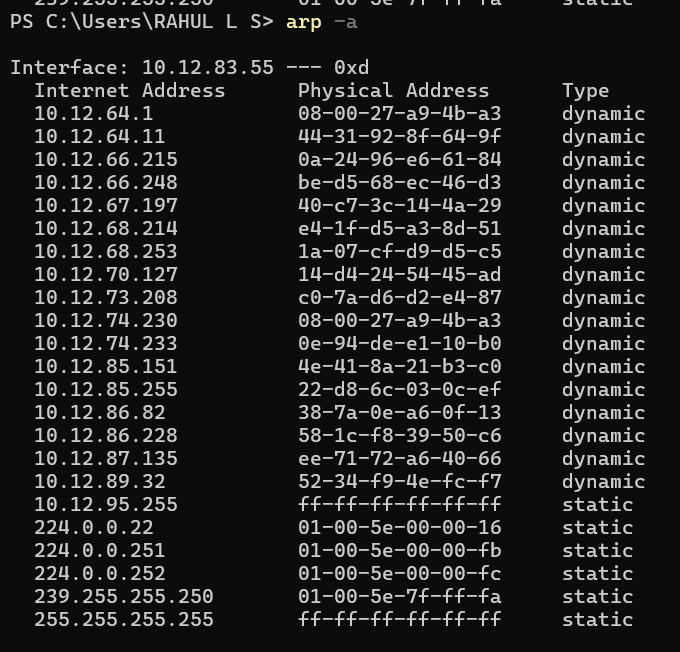 239.255.255.250 01-00-5e-7f-ff-fa static
PS C:\Users\RAHUL L S> arp -a
Interface: 10.12.83.55 --- 0xd
Internet Address Physical Address Type
10.12.64.1 08-00-27-a9-4b-a3 dynamic
10.12.64.11 44-31-92-8f-64-9f dynamic
10.12.66.215 0a-24-96-e6-61-84 dynamic
10.12.66.248 be-d5-68-ec-46-d3 dynamic
10.12.67.197 40-c7-3c-14-4a-29 dynamic
10.12.68.214 e4-1f-d5-a3-8d-51 dynamic
10.12.68.253 1a-07-cf-d9-d5-c5 dynamic
10.12.70.127 14-d4-24-54-45-ad dynamic
10.12.73.208 c0-7a-d6-d2-e4-87 dynamic
10.12.74.230 08-00-27-a9-4b-a3 dynamic
10.12.74.233 0e-94-de-e1-10-b0 dynamic
10.12.85.151 4e-41-8a-21-b3-c0 dynamic
10.12.85.255 22-d8-6c-03-0c-ef dynamic
10.12.86.82 38-7a-0e-a6-0f-13 dynamic
10.12.86.228 58-1c-f8-39-50-c6 dynamic
10.12.87.135 ee-71-72-a6-40-66 dynamic
10.12.89.32 52-34-f9-4e-fc-f7 dynamic
10.12.95.255 ff-ff-ff-ff-ff-ff static
224.0.0.22 01-00-5e-00-00-16 static
224.0.0.251 01-00-5e-00-00-fb static
224.0.0.252 01-00-5e-00-00-fc static
239.255.255.250 01-00-5e-7f-ff-fa static
255.255.255.255 ff-ff-ff-ff-ff-ff static